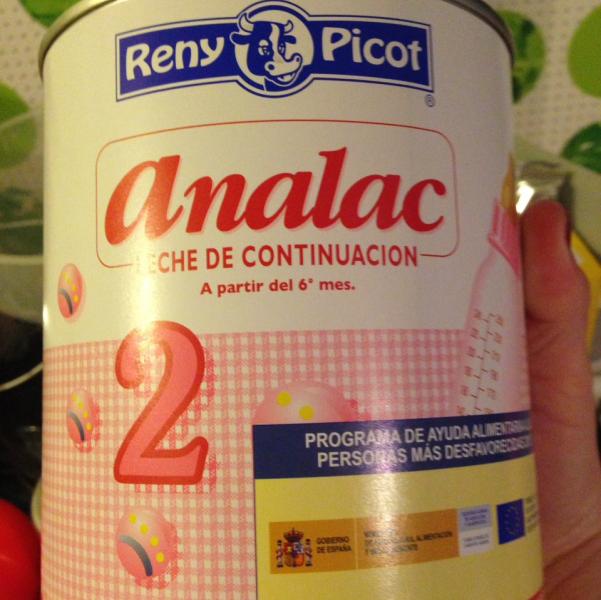 Reny Picot
®
analac
LECHE DE CONTINUACION
A partir del 6º mes.
2
PROGRAMA DE AYUDA ALIMENTARIA
PERSONAS MÁS DESFAVORECIDAS
GOBIERNO
DE ESPAÑA